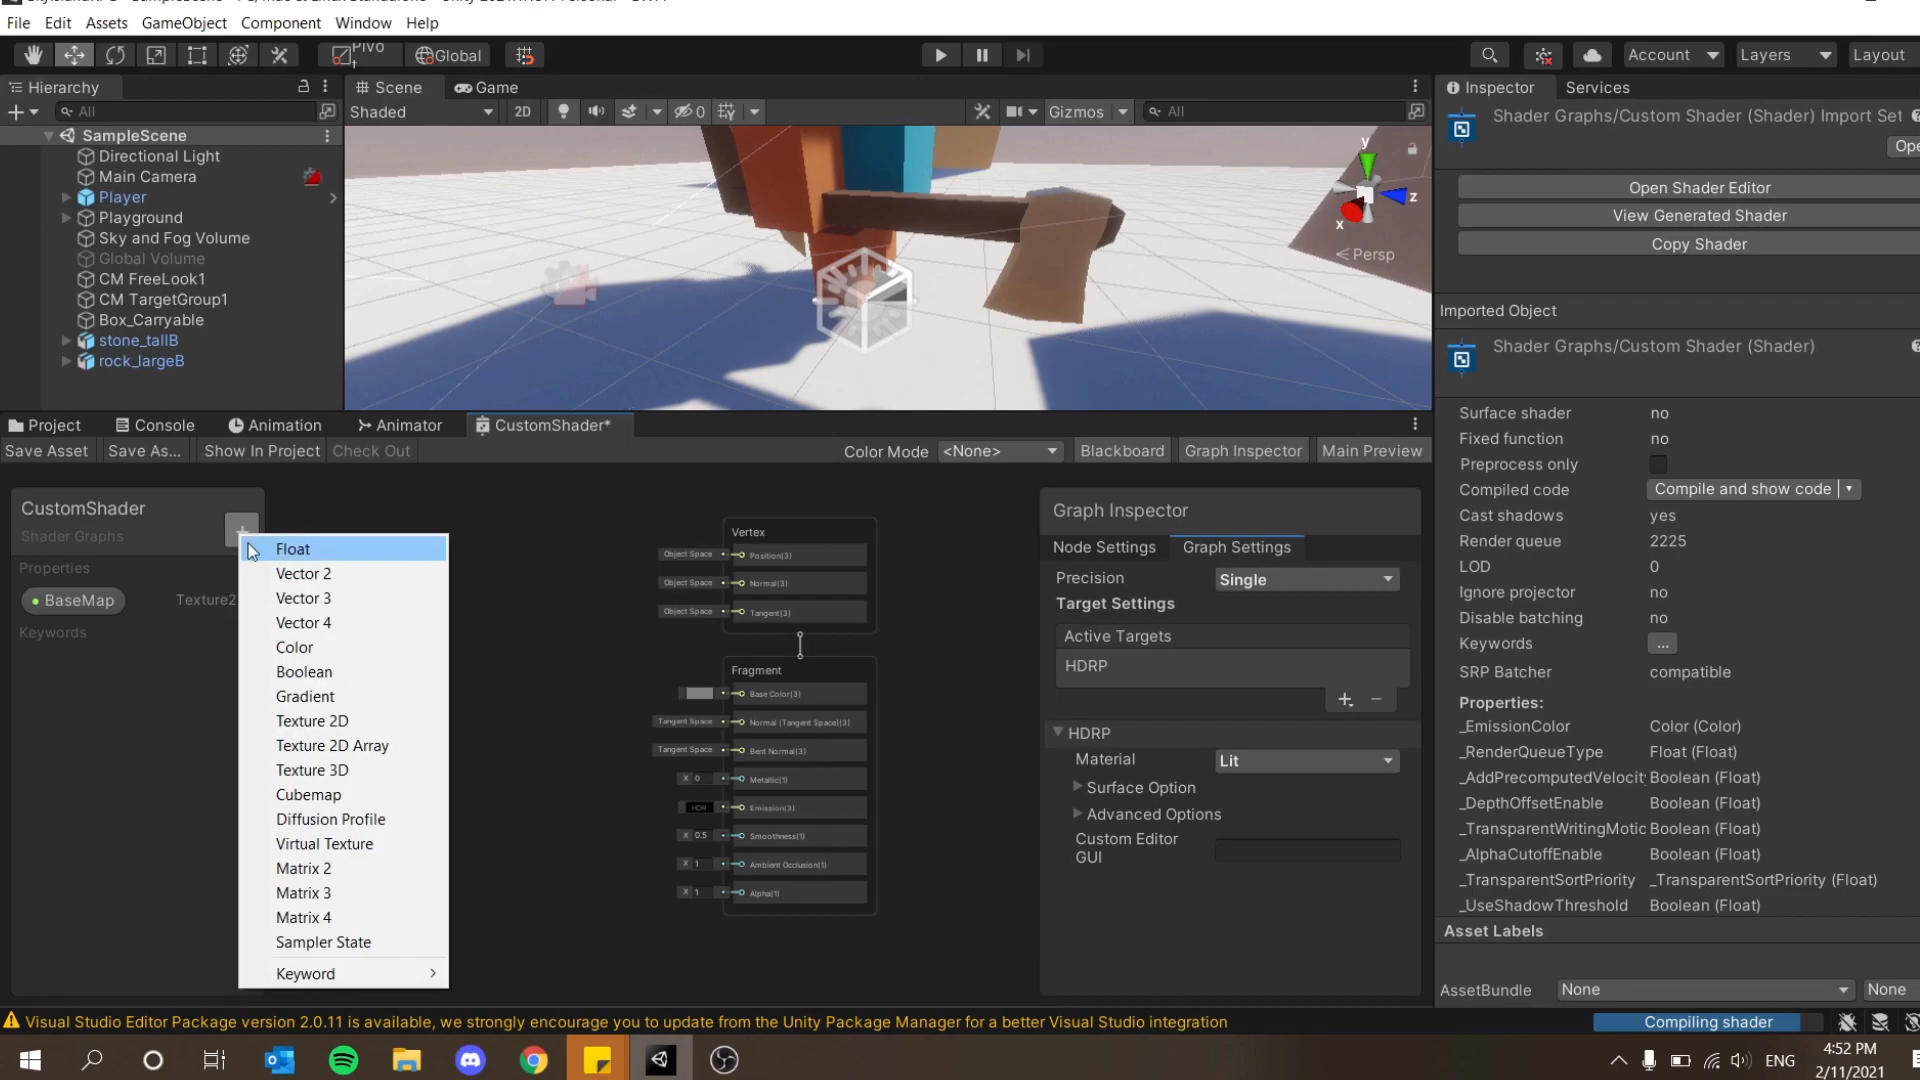 File Edit Assets GameObject Component Window Help
Pivot Global
Account Layers Layout
Hierarchy
All
SampleScene
Directional Light
Main Camera
Player
Playground
Sky and Fog Volume
Global Volume
CM FreeLook1
CM TargetGroup1
Box_Carryable
stone_tallB
rock_largeB
Scene Game
Shaded 2D 0 Gizmos All
y
z
x
Persp
Inspector Services
Shader Graphs/Custom Shader (Shader) Import Set
Ope
Open Shader Editor
View Generated Shader
Copy Shader
Imported Object
Shader Graphs/Custom Shader (Shader)
Surface shader no
Fixed function no
Preprocess only
Compiled code Compile and show code
Cast shadows yes
Render queue 2225
LOD 0
Ignore projector no
Disable batching no
Keywords ...
SRP Batcher compatible
Properties:
_EmissionColor Color (Color)
_RenderQueueType Float (Float)
_AddPrecomputedVelocit Boolean (Float)
_DepthOffsetEnable Boolean (Float)
_TransparentWritingMotic Boolean (Float)
_AlphaCutoffEnable Boolean (Float)
_TransparentSortPriority _TransparentSortPriority (Float)
_UseShadowThreshold Boolean (Float)
Asset Labels
AssetBundle None None
Project Console Animation Animator CustomShader*
Save Asset Save As... Show In Project Check Out
Color Mode <None> Blackboard Graph Inspector Main Preview
CustomShader
Shader Graphs
Properties
BaseMap Texture2
Keywords
Float
Vector 2
Vector 3
Vector 4
Color
Boolean
Gradient
Texture 2D
Texture 2D Array
Texture 3D
Cubemap
Diffusion Profile
Virtual Texture
Matrix 2
Matrix 3
Matrix 4
Sampler State
Keyword
Vertex
Object Space Position(3)
Object Space Normal(3)
Object Space Tangent(3)
Fragment
Base Color(3)
Tangent Space Normal (Tangent Space)(3)
Tangent Space Bent Normal(3)
X 0 Metallic(1)
HDR Emission(3)
X 0.5 Smoothness(1)
X 1 Ambient Occlusion(1)
X 1 Alpha(1)
Graph Inspector
Node Settings Graph Settings
Precision Single
Target Settings
Active Targets
HDRP
HDRP
Material Lit
Surface Option
Advanced Options
Custom Editor
GUI
Visual Studio Editor Package version 2.0.11 is available, we strongly encourage you to update from the Unity Package Manager for a better Visual Studio integration
Compiling shader
ENG
4:52 PM
2/11/2021